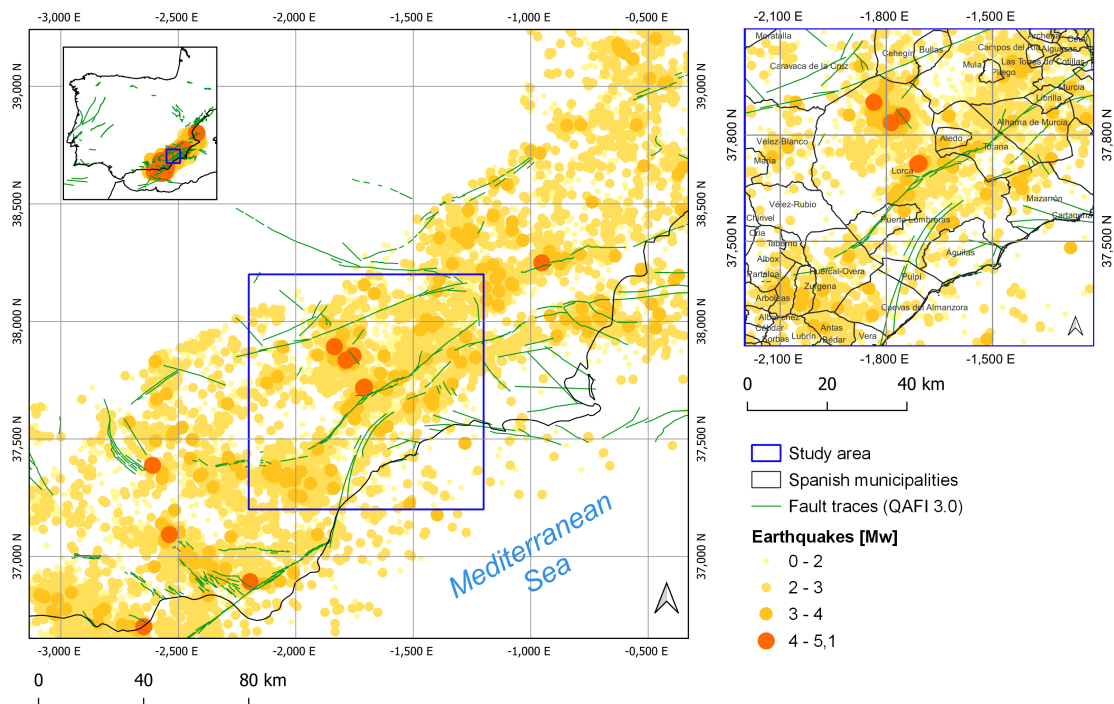 -3,000 E -2,500 E -2,000 E -1,500 E -1,000 E -0,500 E
39,000 N
38,500 N
38,000 N
37,500 N
37,000 N
39,000 N
38,500 N
38,000 N
37,500 N
37,000 N
Mediterranean
Sea
-3,000 E -2,500 E -2,000 E -1,500 E -1,000 E -0,500 E
0 40 80 km
-2,100 E -1,800 E -1,500 E
37,800 N
37,500 N
37,800 N
37,500 N
Moratalla
Archena
Ceutí
Cehegín
Bullas
Campos del Río
Alguazas
Caravaca de la Cruz
Mula
Las Torres de Cotillas
Pliego
Murcia
Librilla
Alhama de Murcia
Vélez-Blanco
Aledo
Totana
María
Lorca
Vélez-Rubio
Mazarrón
Chirivel
Puerto Lumbreras
Cartagena
Oria
Taberno
Águilas
Albox
Partaloa
Huércal-Overa
Pulpí
Zurgena
Arboleas
Cuevas del Almanzora
Albanchez
Cóbdar
Antas
Sorbas
Lubrín
Bédar
Vera
-2,100 E -1,800 E -1,500 E
0 20 40 km
Study area
Spanish municipalities
Fault traces (QAFI 3.0)
Earthquakes [Mw]
0 - 2
2 - 3
3 - 4
4 - 5,1